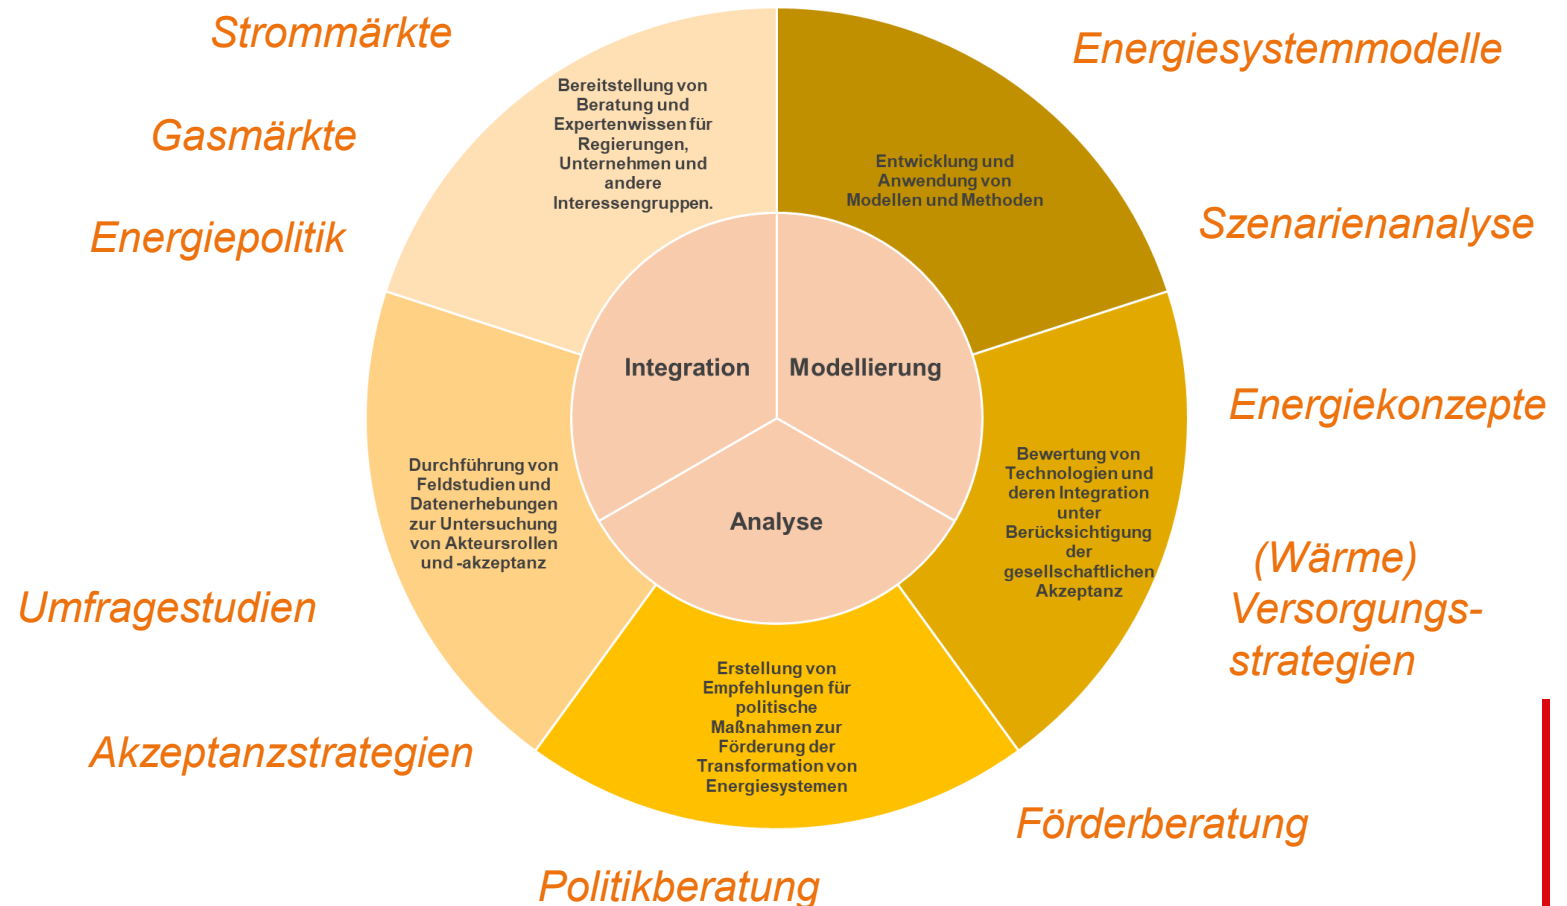 Strommärkte
Gasmärkte
Energiepolitik
Energiesystemmodelle
Szenarienanalyse
Energiekonzepte
(Wärme)
Versorgungs-
strategien
Förderberatung
Politikberatung
Akzeptanzstrategien
Umfragestudien
Bereitstellung von
Beratung und
Expertenwissen für
Regierungen,
Unternehmen und
andere
Interessengruppen.
Entwicklung und
Anwendung von
Modellen und Methoden
Bewertung von
Technologien und
deren Integration
unter
Berücksichtigung
der
gesellschaftlichen
Akzeptanz
Erstellung von
Empfehlungen für
politische
Maßnahmen zur
Förderung der
Transformation von
Energiesystemen
Durchführung von
Feldstudien und
Datenerhebungen
zur Untersuchung
von Akteursrollen
und -akzeptanz
Integration
Modellierung
Analyse